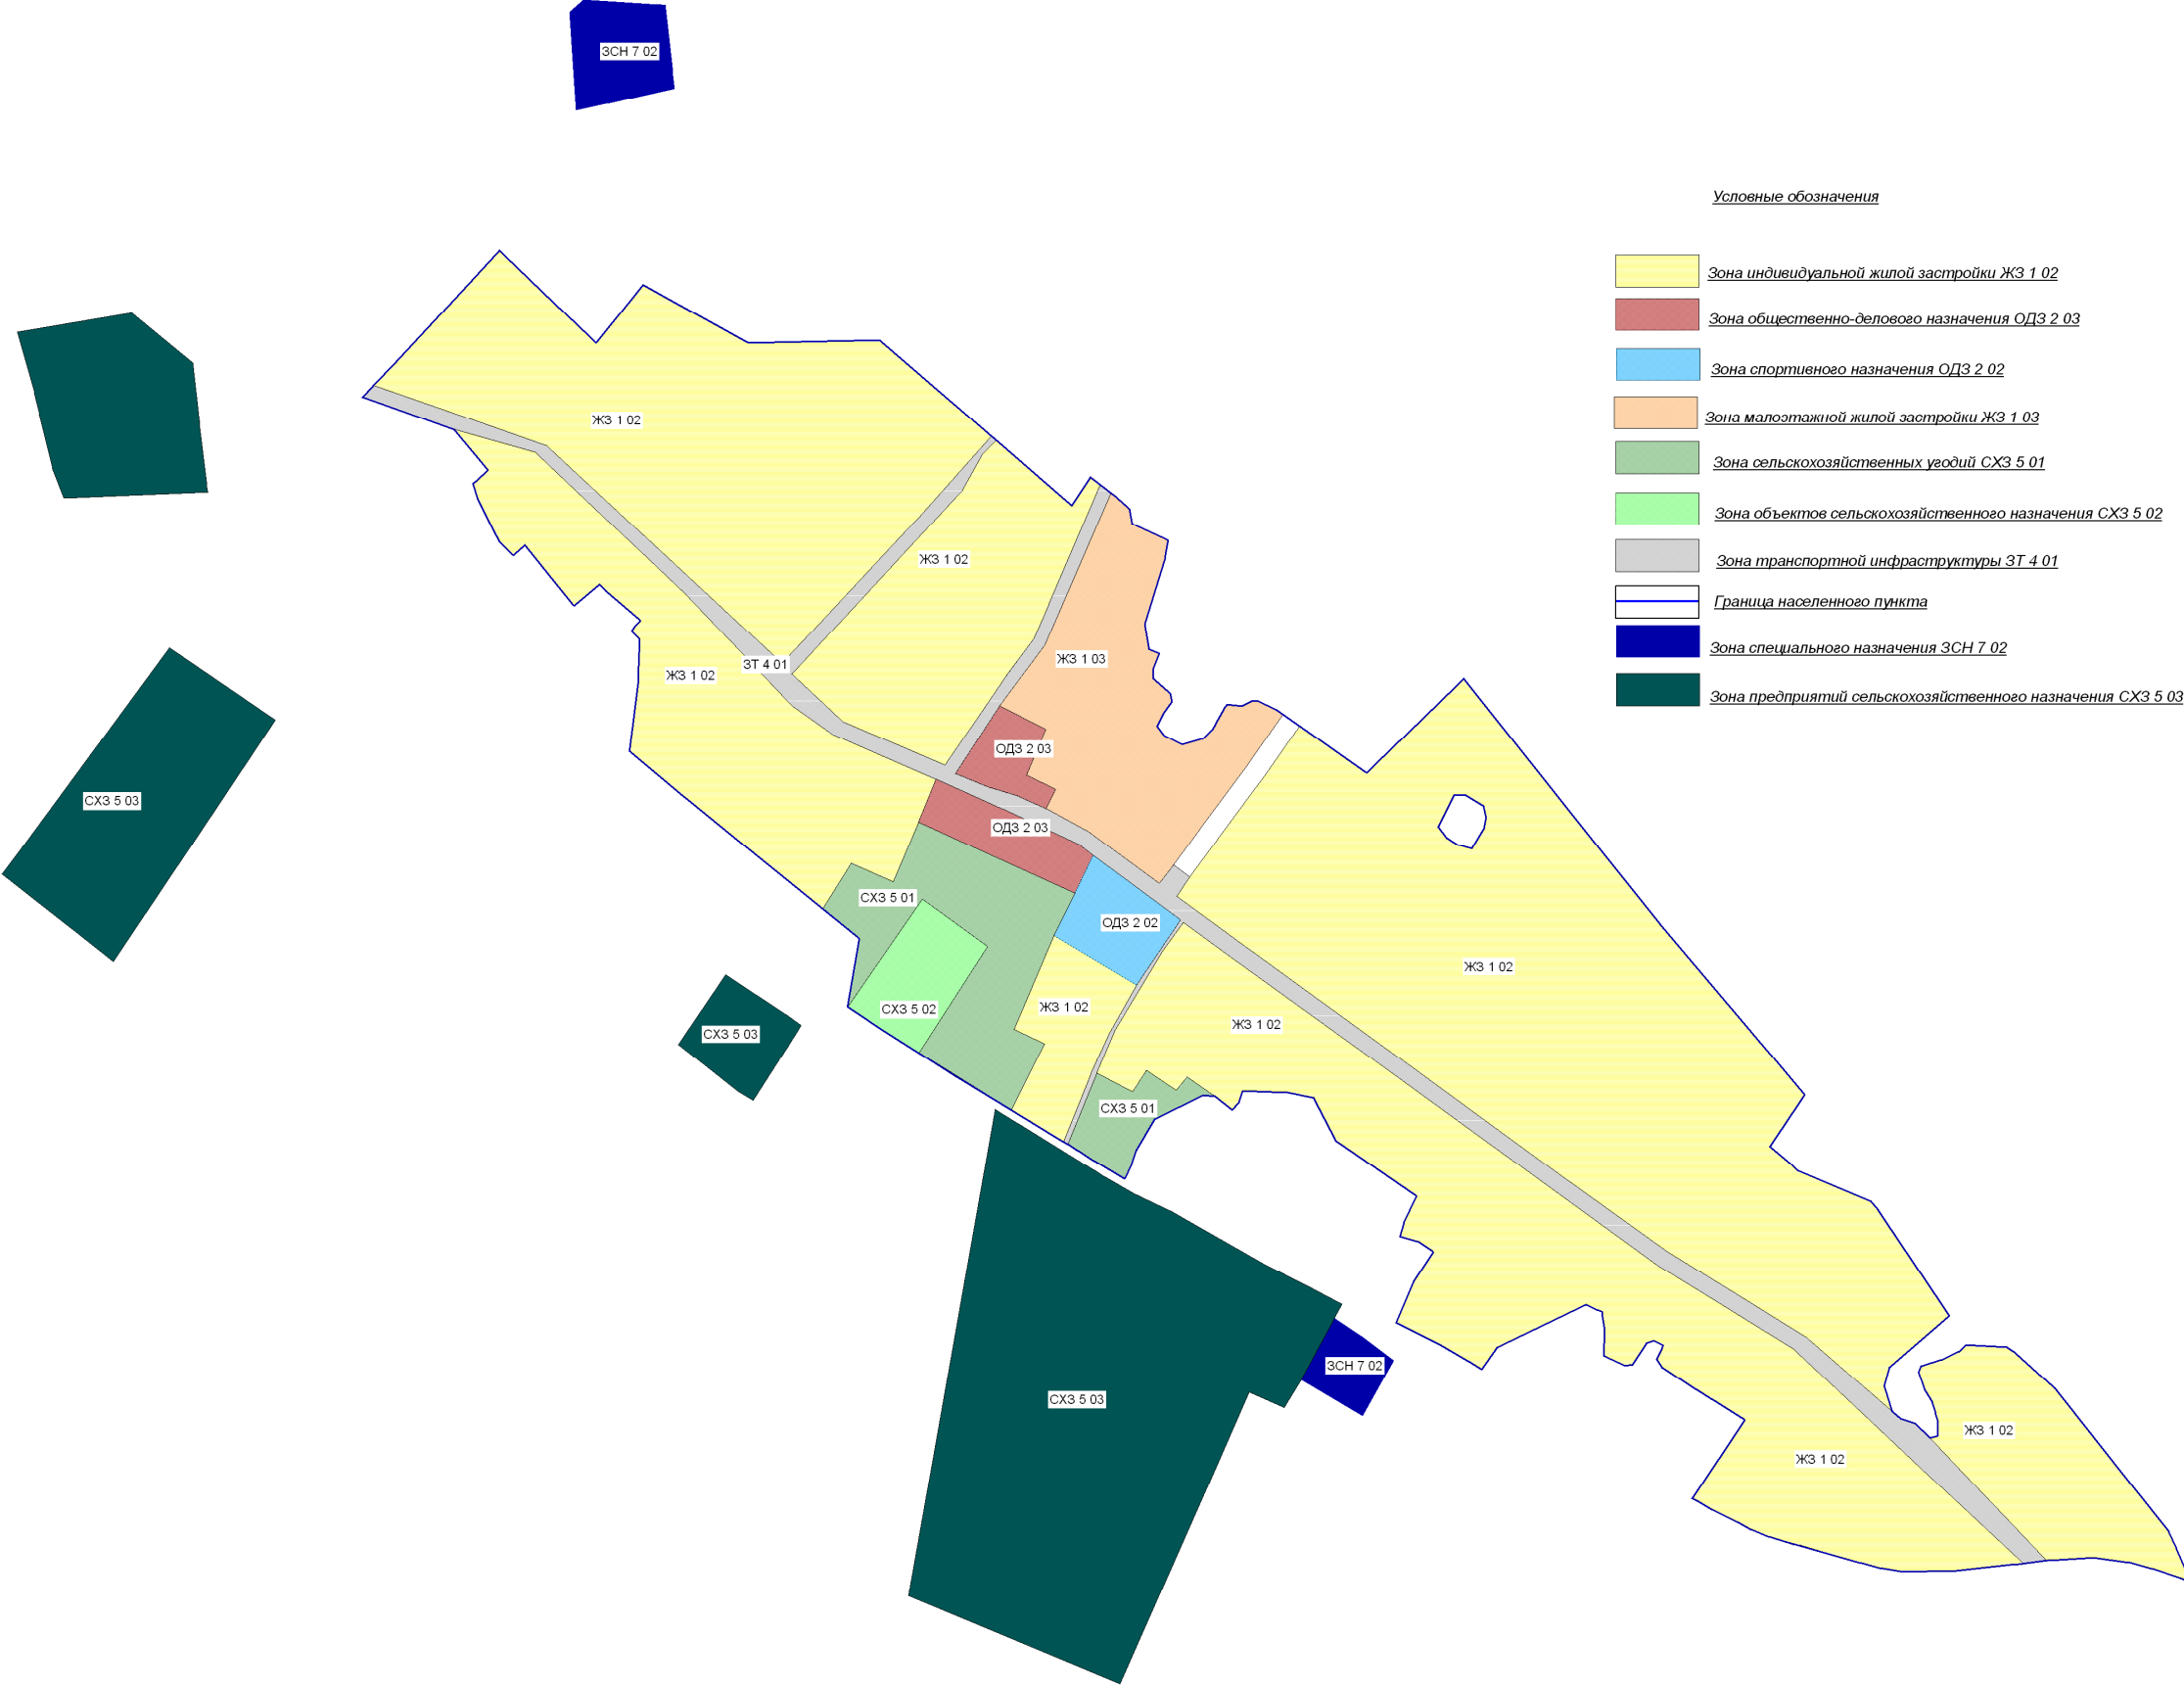 ЗСН 7 02
Условные обозначения
Зона индивидуальной жилой застройки ЖЗ 1 02
Зона общественно-делового назначения ОДЗ 2 03
Зона спортивного назначения ОДЗ 2 02
Зона малоэтажной жилой застройки ЖЗ 1 03
Зона сельскохозяйственных угодий СХЗ 5 01
Зона объектов сельскохозяйственного назначения СХЗ 5 02
Зона транспортной инфраструктуры ЗТ 4 01
Граница населенного пункта
Зона специального назначения ЗСН 7 02
Зона предприятий сельскохозяйственного назначения СХЗ 5 03
ЖЗ 1 02
ЖЗ 1 02
ЖЗ 1 03
ЗТ 4 01
ЖЗ 1 02
ОДЗ 2 03
СХЗ 5 03
ОДЗ 2 03
СХЗ 5 01
ОДЗ 2 02
ЖЗ 1 02
ЖЗ 1 02
СХЗ 5 02
ЖЗ 1 02
СХЗ 5 03
СХЗ 5 01
ЗСН 7 02
СХЗ 5 03
ЖЗ 1 02
ЖЗ 1 02